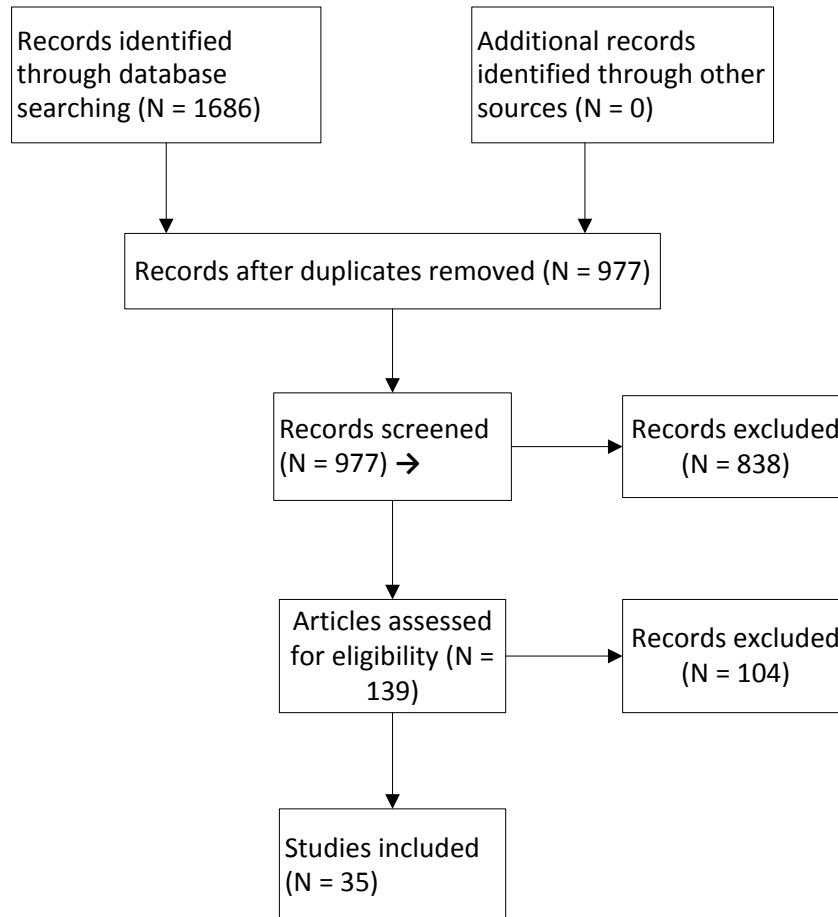 Records identified
through database
searching (N = 1686)
Additional records
identified through other
sources (N = 0)
Records after duplicates removed (N = 977)
Records screened
(N = 977) →
Records excluded
(N = 838)
Articles assessed
for eligibility (N =
139)
Records excluded
(N = 104)
Studies included
(N = 35)